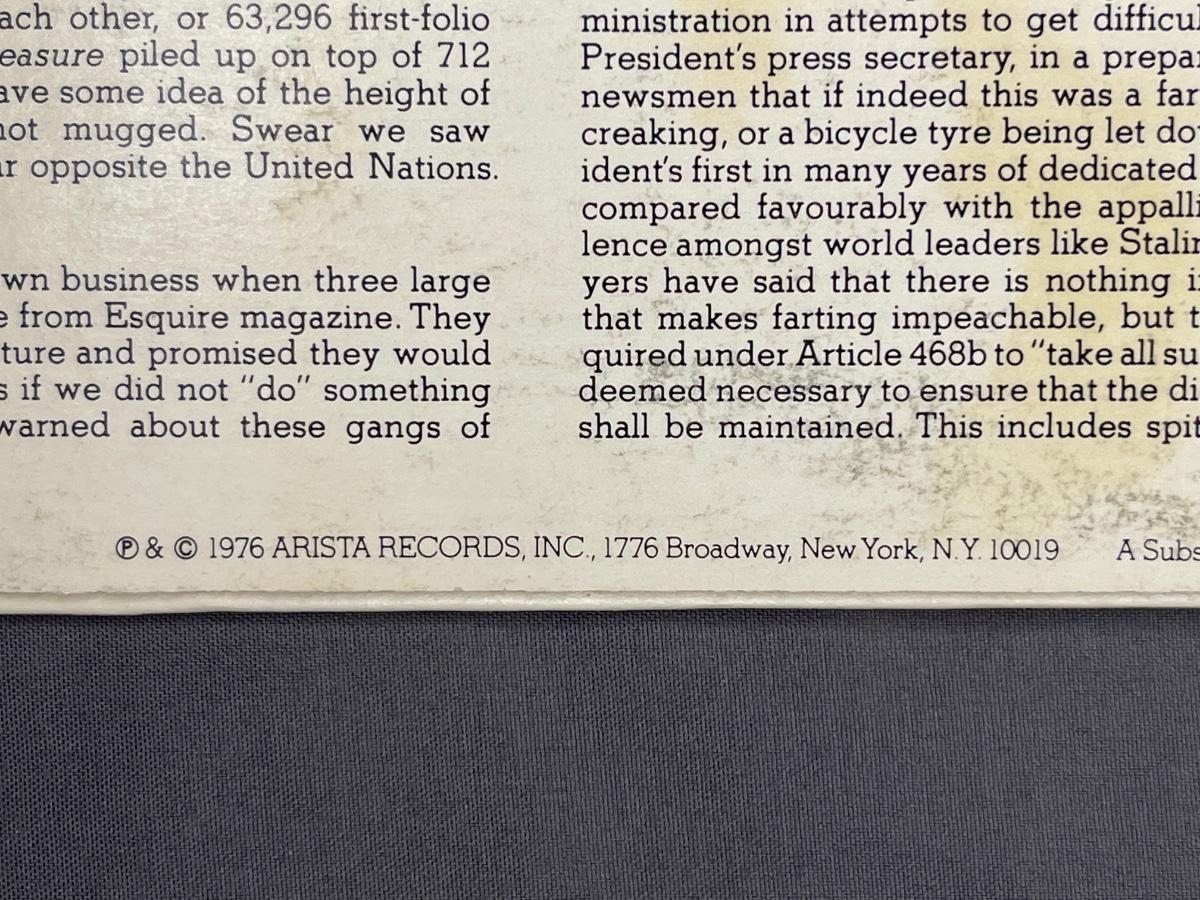 ach other, or 63,296 first-folio
easure piled up on top of 712
ave some idea of the height of
not mugged. Swear we saw
ar opposite the United Nations.
wn business when three large
e from Esquire magazine. They
ture and promised they would
s if we did not "do" something
warned about these gangs of
ministration in attempts to get difficul
President's press secretary, in a prepar
newsmen that if indeed this was a far
creaking, or a bicycle tyre being let do
ident's first in many years of dedicated
compared favourably with the appalli
lence amongst world leaders like Stalin
yers have said that there is nothing i
that makes farting impeachable, but t
quired under Article 468b to "take all su
deemed necessary to ensure that the di
shall be maintained. This includes spit
℗ & © 1976 ARISTA RECORDS, INC., 1776 Broadway, New York, N.Y. 10019 A Subs